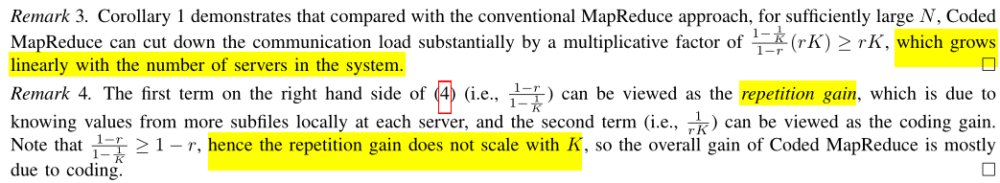 Remark 3. Corollary 1 demonstrates that compared with the conventional MapReduce approach, for sufficiently large N, Coded
MapReduce can cut down the communication load substantially by a multiplicative factor of \frac{1-\frac{1}{K}}{1-r}(rK) ≥ rK, which grows
linearly with the number of servers in the system. □
Remark 4. The first term on the right hand side of (4) (i.e., \frac{1-r}{1-\frac{1}{K}}) can be viewed as the repetition gain, which is due to
knowing values from more subfiles locally at each server, and the second term (i.e., \frac{1}{rK}) can be viewed as the coding gain.
Note that \frac{1-r}{1-\frac{1}{K}} ≥ 1 − r, hence the repetition gain does not scale with K, so the overall gain of Coded MapReduce is mostly
due to coding. □